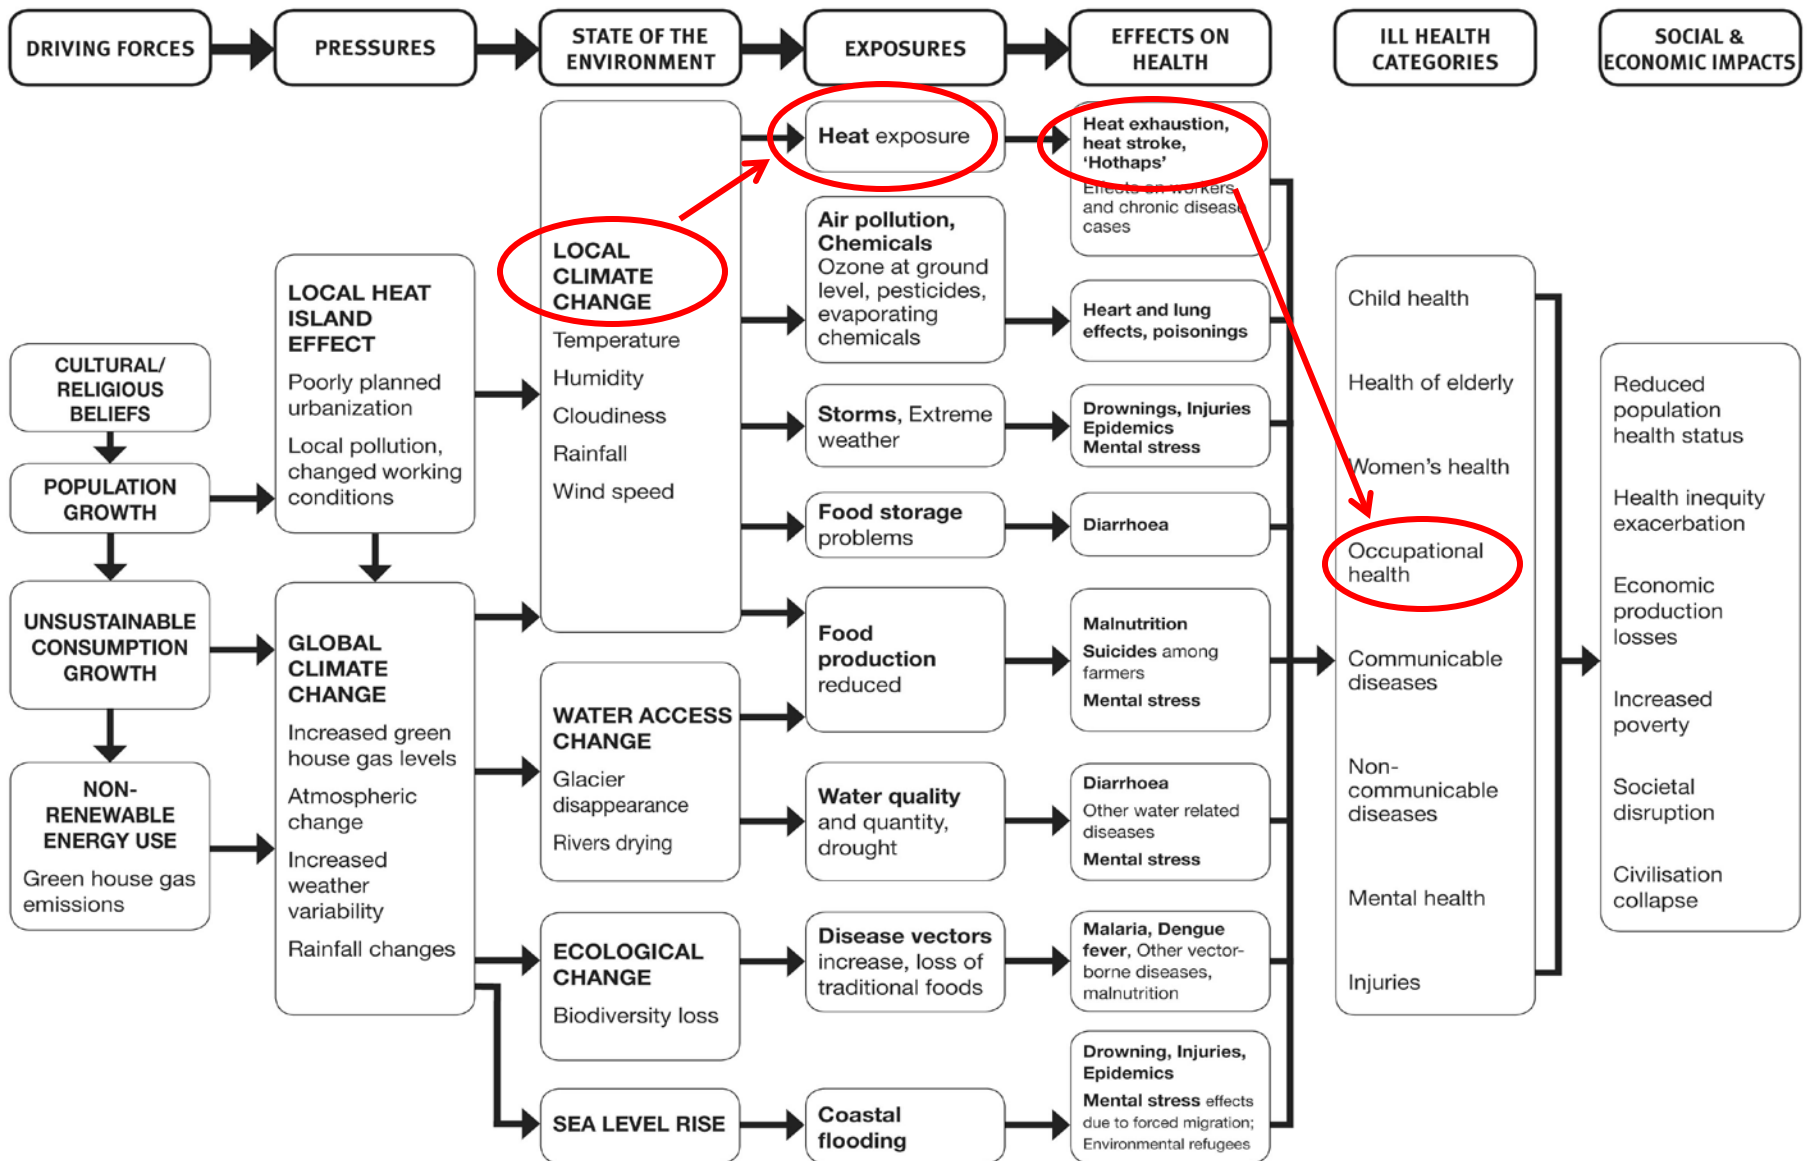 DRIVING FORCES
PRESSURES
STATE OF THE
ENVIRONMENT
EXPOSURES
EFFECTS ON
HEALTH
ILL HEALTH
CATEGORIES
SOCIAL &
ECONOMIC IMPACTS
CULTURAL/
RELIGIOUS
BELIEFS
POPULATION
GROWTH
UNSUSTAINABLE
CONSUMPTION
GROWTH
NON-
RENEWABLE
ENERGY USE
Green house gas
emissions
LOCAL HEAT
ISLAND
EFFECT
Poorly planned
urbanization
Local pollution,
changed working
conditions
GLOBAL
CLIMATE
CHANGE
Increased green
house gas levels
Atmospheric
change
Increased
weather
variability
Rainfall changes
LOCAL
CLIMATE
CHANGE
Temperature
Humidity
Cloudiness
Rainfall
Wind speed
WATER ACCESS
CHANGE
Glacier
disappearance
Rivers drying
ECOLOGICAL
CHANGE
Biodiversity loss
SEA LEVEL RISE
Heat exposure
Air pollution,
Chemicals
Ozone at ground
level, pesticides,
evaporating
chemicals
Storms, Extreme
weather
Food storage
problems
Food
production
reduced
Water quality
and quantity,
drought
Disease vectors
increase, loss of
traditional foods
Coastal
flooding
Heat exhaustion,
heat stroke,
‘Hothaps’
Effects on workers
and chronic disease
cases
Heart and lung
effects, poisonings
Drownings, Injuries
Epidemics
Mental stress
Diarrhoea
Malnutrition
Suicides among
farmers
Mental stress
Diarrhoea
Other water related
diseases
Mental stress
Malaria, Dengue
fever, Other vector-
borne diseases,
malnutrition
Drowning, Injuries,
Epidemics
Mental stress effects
due to forced migration;
Environmental refugees
Child health
Health of elderly
Women’s health
Occupational
health
Communicable
diseases
Non-
communicable
diseases
Mental health
Injuries
Reduced
population
health status
Health inequity
exacerbation
Economic
production
losses
Increased
poverty
Societal
disruption
Civilisation
collapse